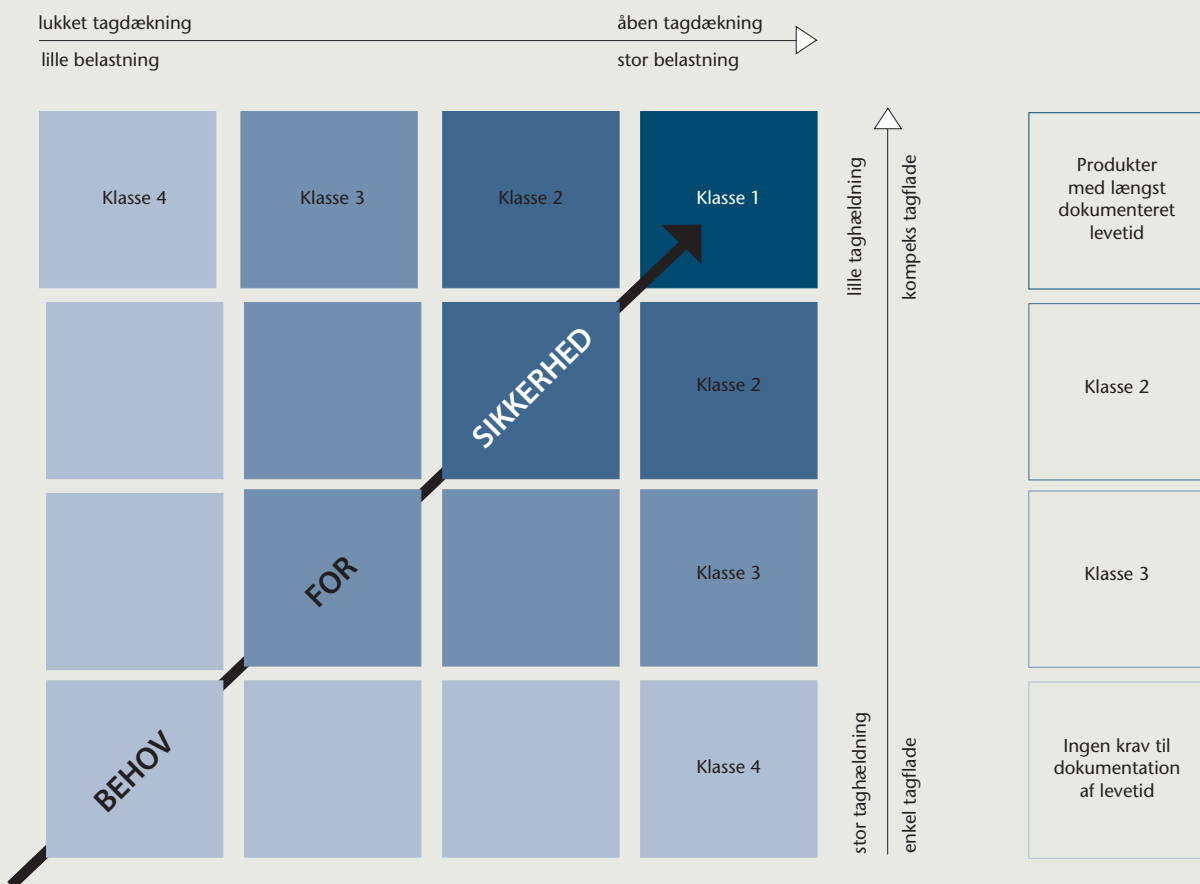 lukket tagdækning
åben tagdækning
lille belastning
stor belastning
Klasse 4
Klasse 3
Klasse 2
Klasse 1
lille taghældning
kompeks tagflade
Produkter
med længst
dokumenteret
levetid
SIKKERHED
Klasse 2
Klasse 2
FOR
Klasse 3
Klasse 3
BEHOV
Klasse 4
stor taghældning
enkel tagflade
Ingen krav til
dokumentation
af levetid